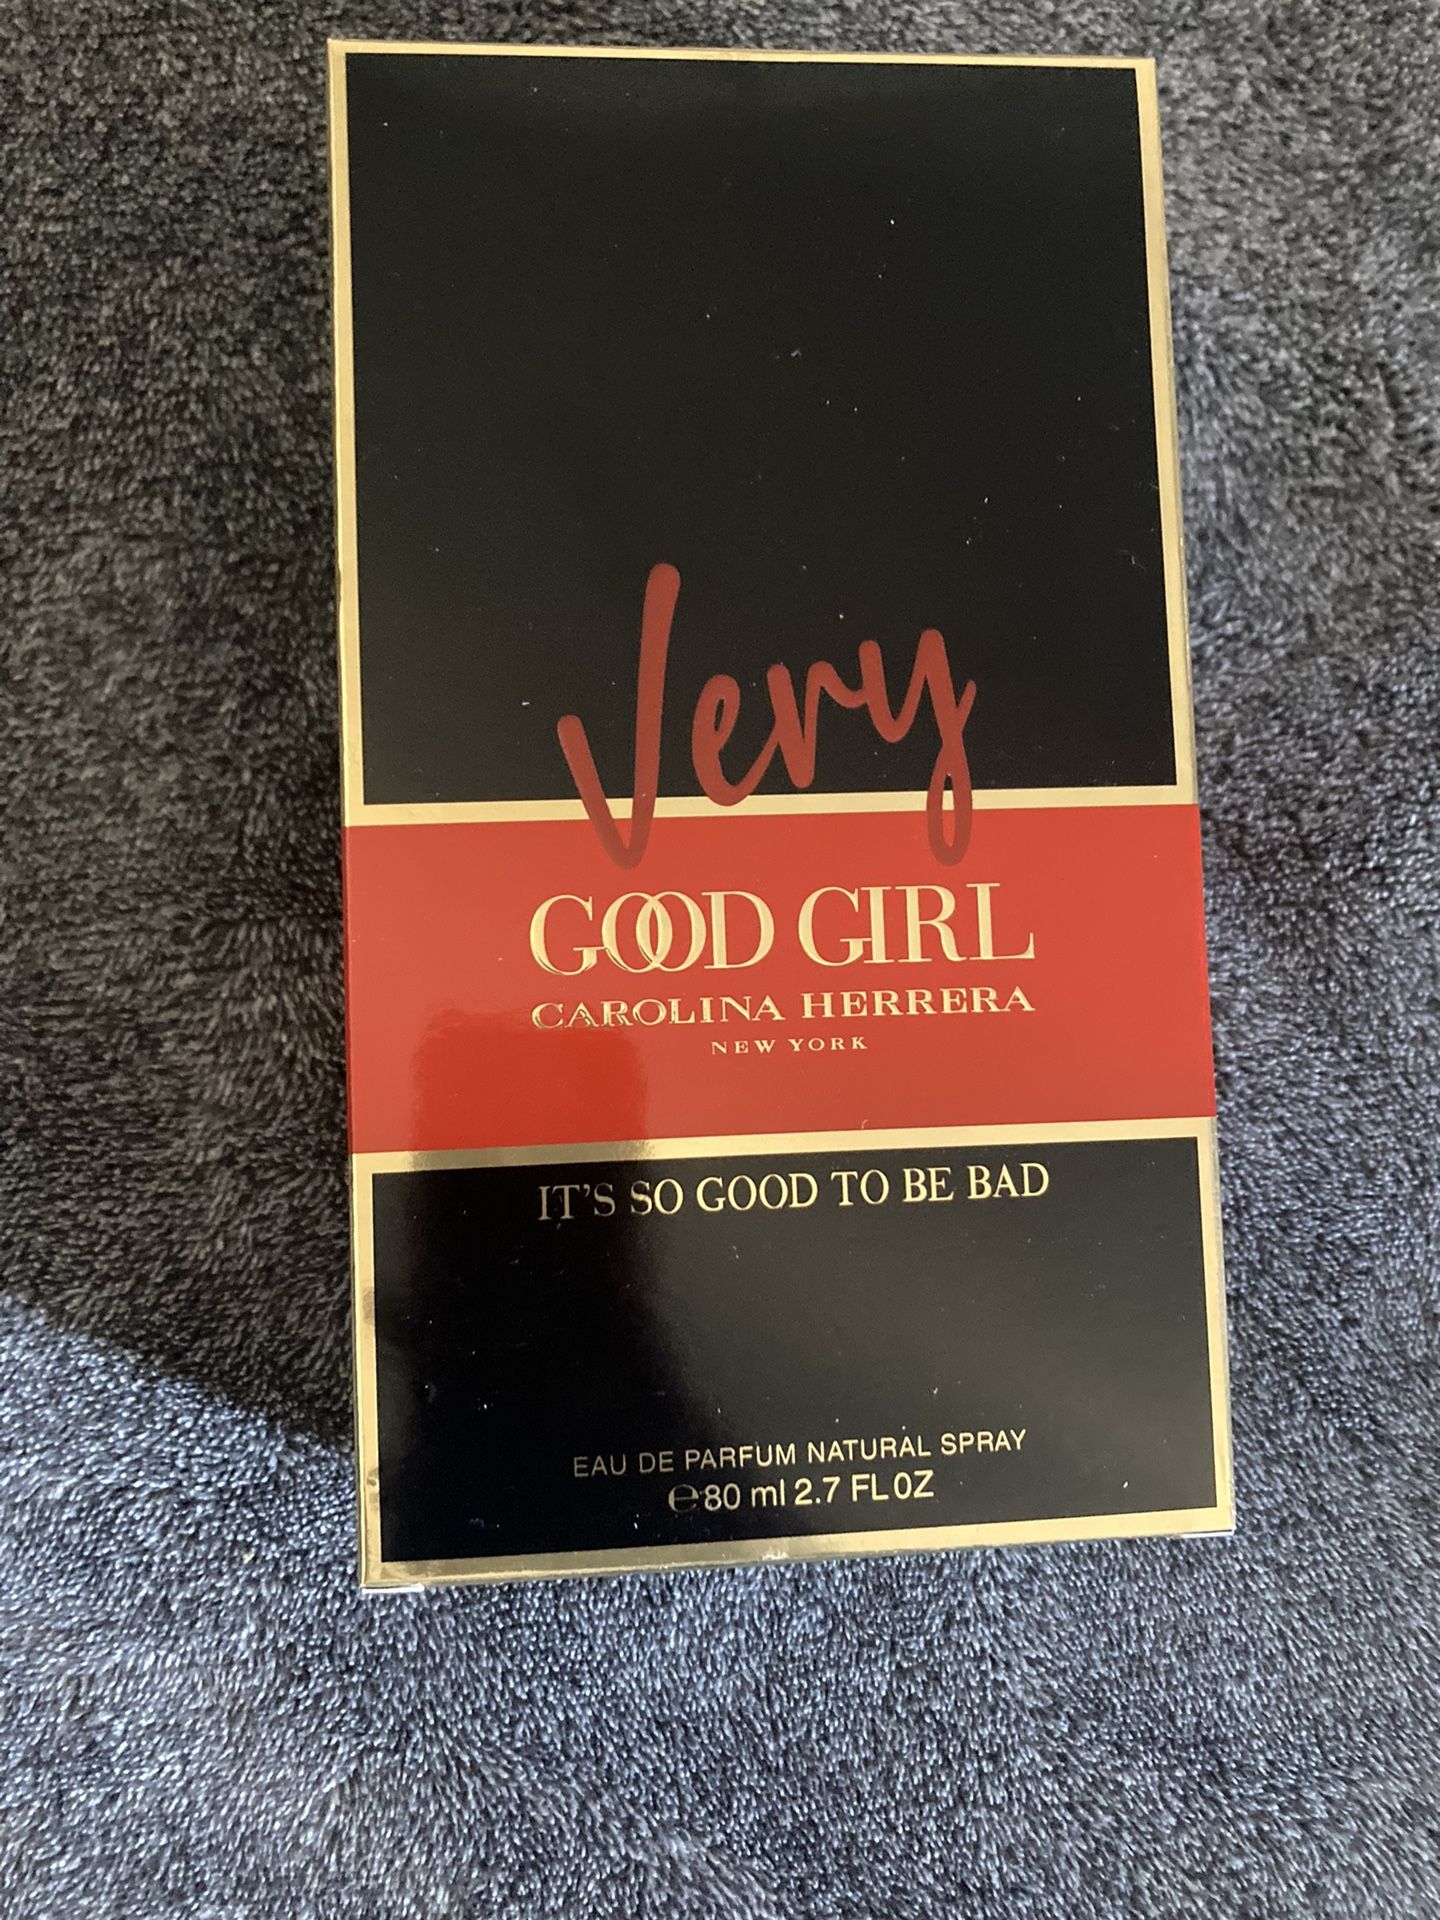 Very
GOOD GIRL
CAROLINA HERRERA
NEW YORK
IT'S SO GOOD TO BE BAD
EAU DE PARFUM NATURAL SPRAY
℮80 ml 2.7 FL OZ